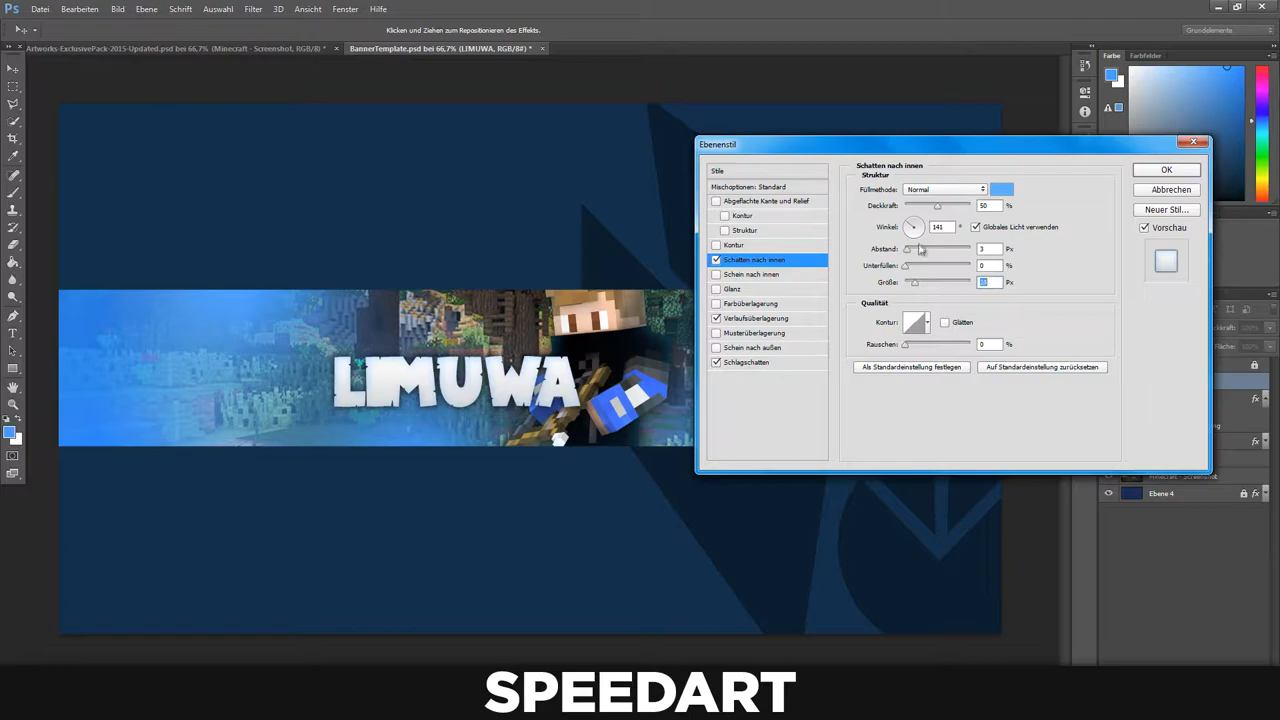 Ps Datei Bearbeiten Bild Ebene Schrift Auswahl Filter 3D Ansicht Fenster Hilfe
Klicken und Ziehen zum Repositionieren des Effekts. Grundelemente
Artworks-ExclusivePack-2015-Updated.psd bei 66,7% (Minecraft - Screenshot, RGB/8) * × BannerTemplate.psd bei 66,7% (LIMUWA, RGB/8#) * ×
Farbe Farbfelder
Ebenenstil
Stile
Mischoptionen: Standard
Abgeflachte Kante und Relief
Kontur
Struktur
Kontur
Schatten nach innen
Schein nach innen
Glanz
Farbüberlagerung
Verlaufsüberlagerung
Musterüberlagerung
Schein nach außen
Schlagschatten
Schatten nach innen
Struktur
Füllmethode: Normal
Deckkraft: 50 %
Winkel: 141 ° Globales Licht verwenden
Abstand: 3 Px
Unterfüllen: 0 %
Größe: Px
Qualität
Kontur: Glätten
Rauschen: 0 %
Als Standardeinstellung festlegen Auf Standardeinstellung zurücksetzen
OK
Abbrechen
Neuer Stil...
Vorschau
LIMUWA
Minecraft - Screenshot
Ebene 4 fx
SPEEDART